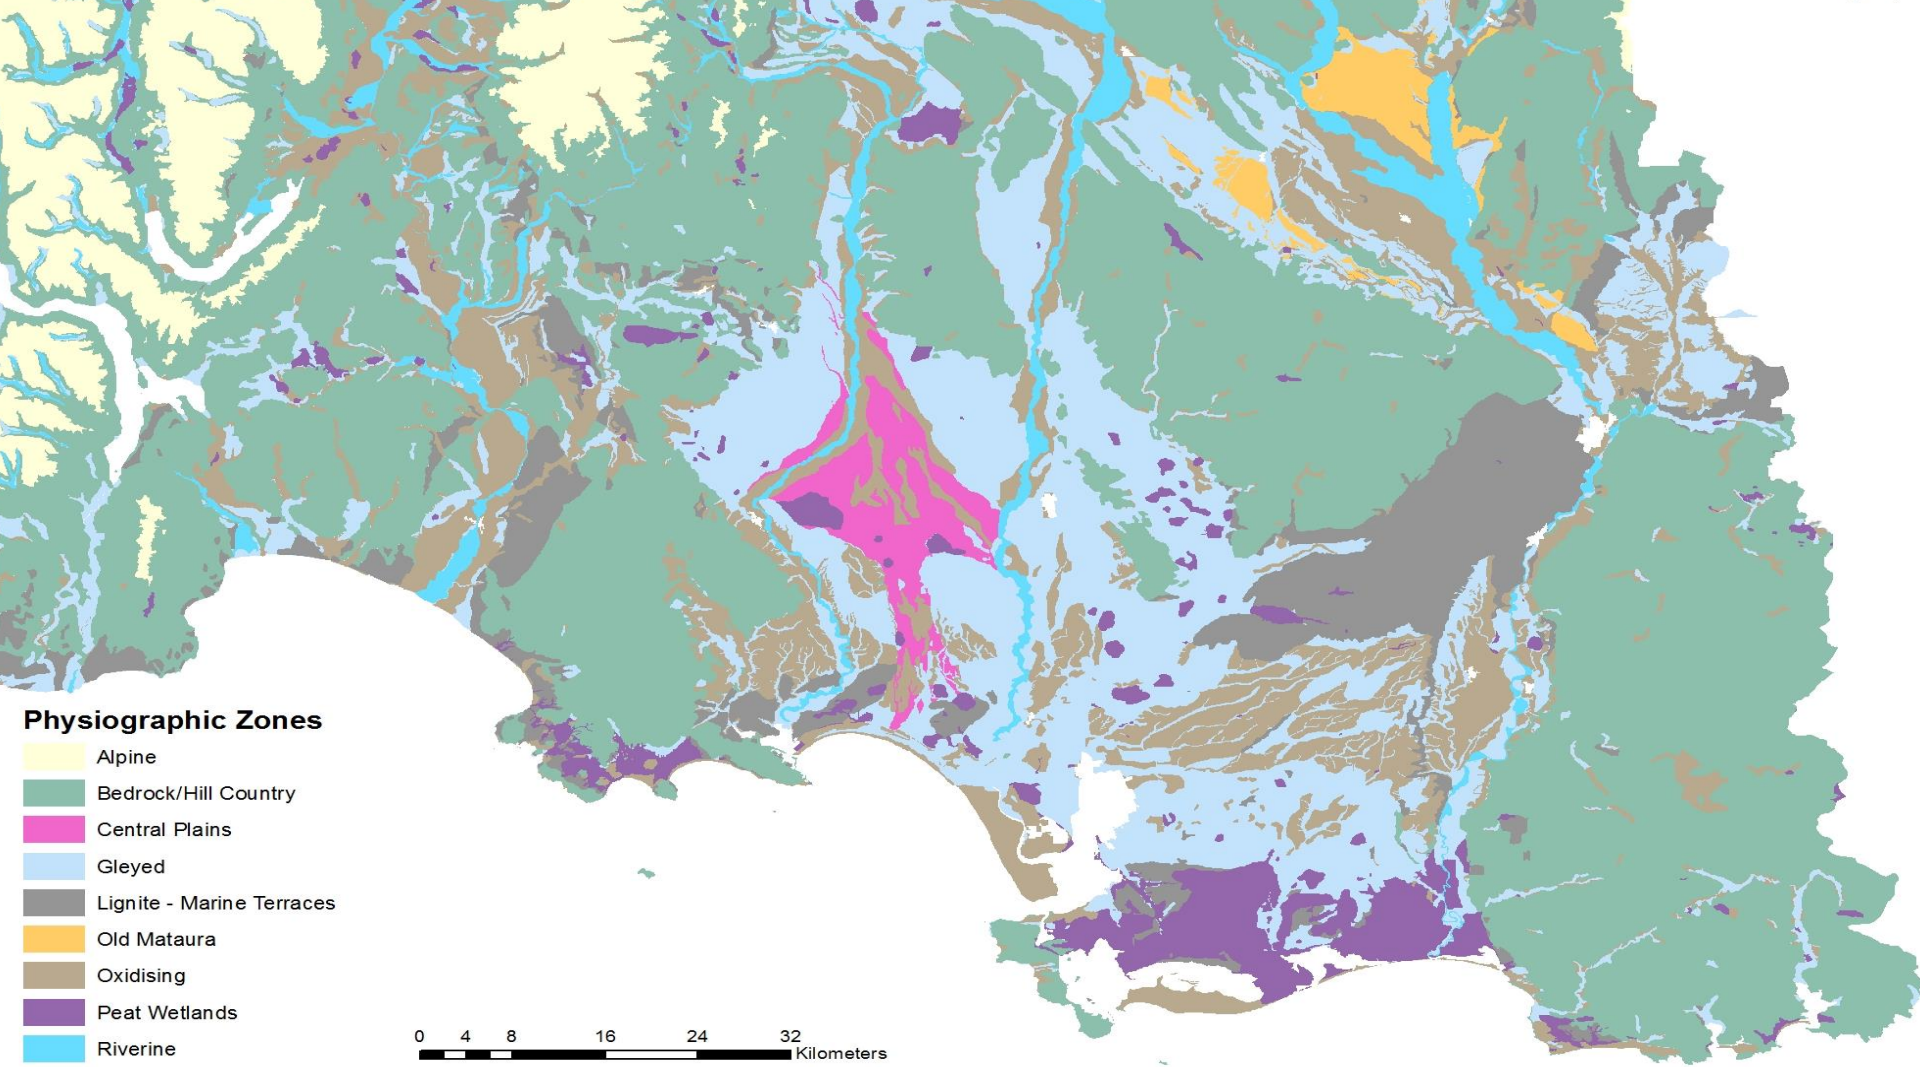 Physiographic Zones
Alpine
Bedrock/Hill Country
Central Plains
Gleyed
Lignite - Marine Terraces
Old Mataura
Oxidising
Peat Wetlands
Riverine
0 4 8 16 24 32
Kilometers